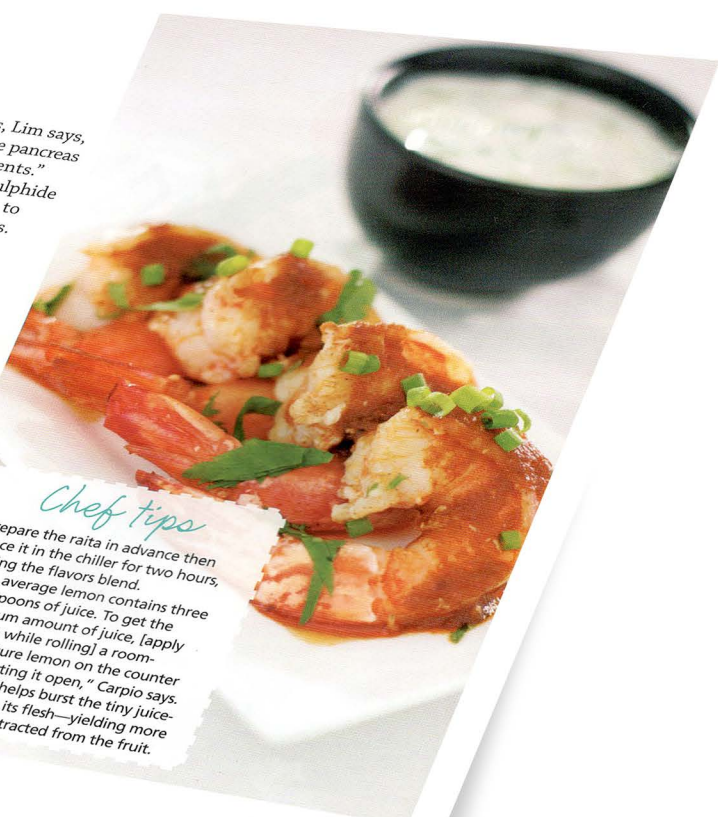 s, Lim says,
e pancreas
ents."
ulphide
to
s.
Chef tips
epare the raita in advance then
ce it in the chiller for two hours,
ing the flavors blend.
average lemon contains three
poons of juice. To get the
um amount of juice, [apply
while rolling] a room-
ure lemon on the counter
ting it open," Carpio says.
helps burst the tiny juice-
its flesh—yielding more
tracted from the fruit.